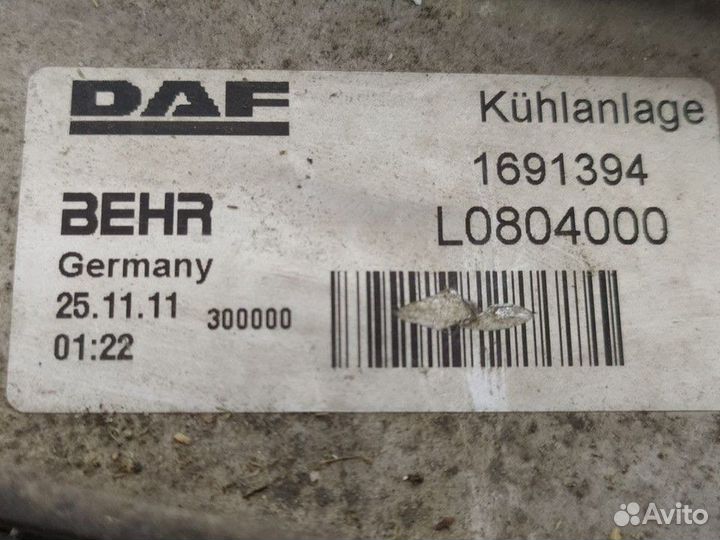 DAF
Kühlanlage
1691394
BEHR
L0804000
Germany
25.11.11
300000
01:22
Avito